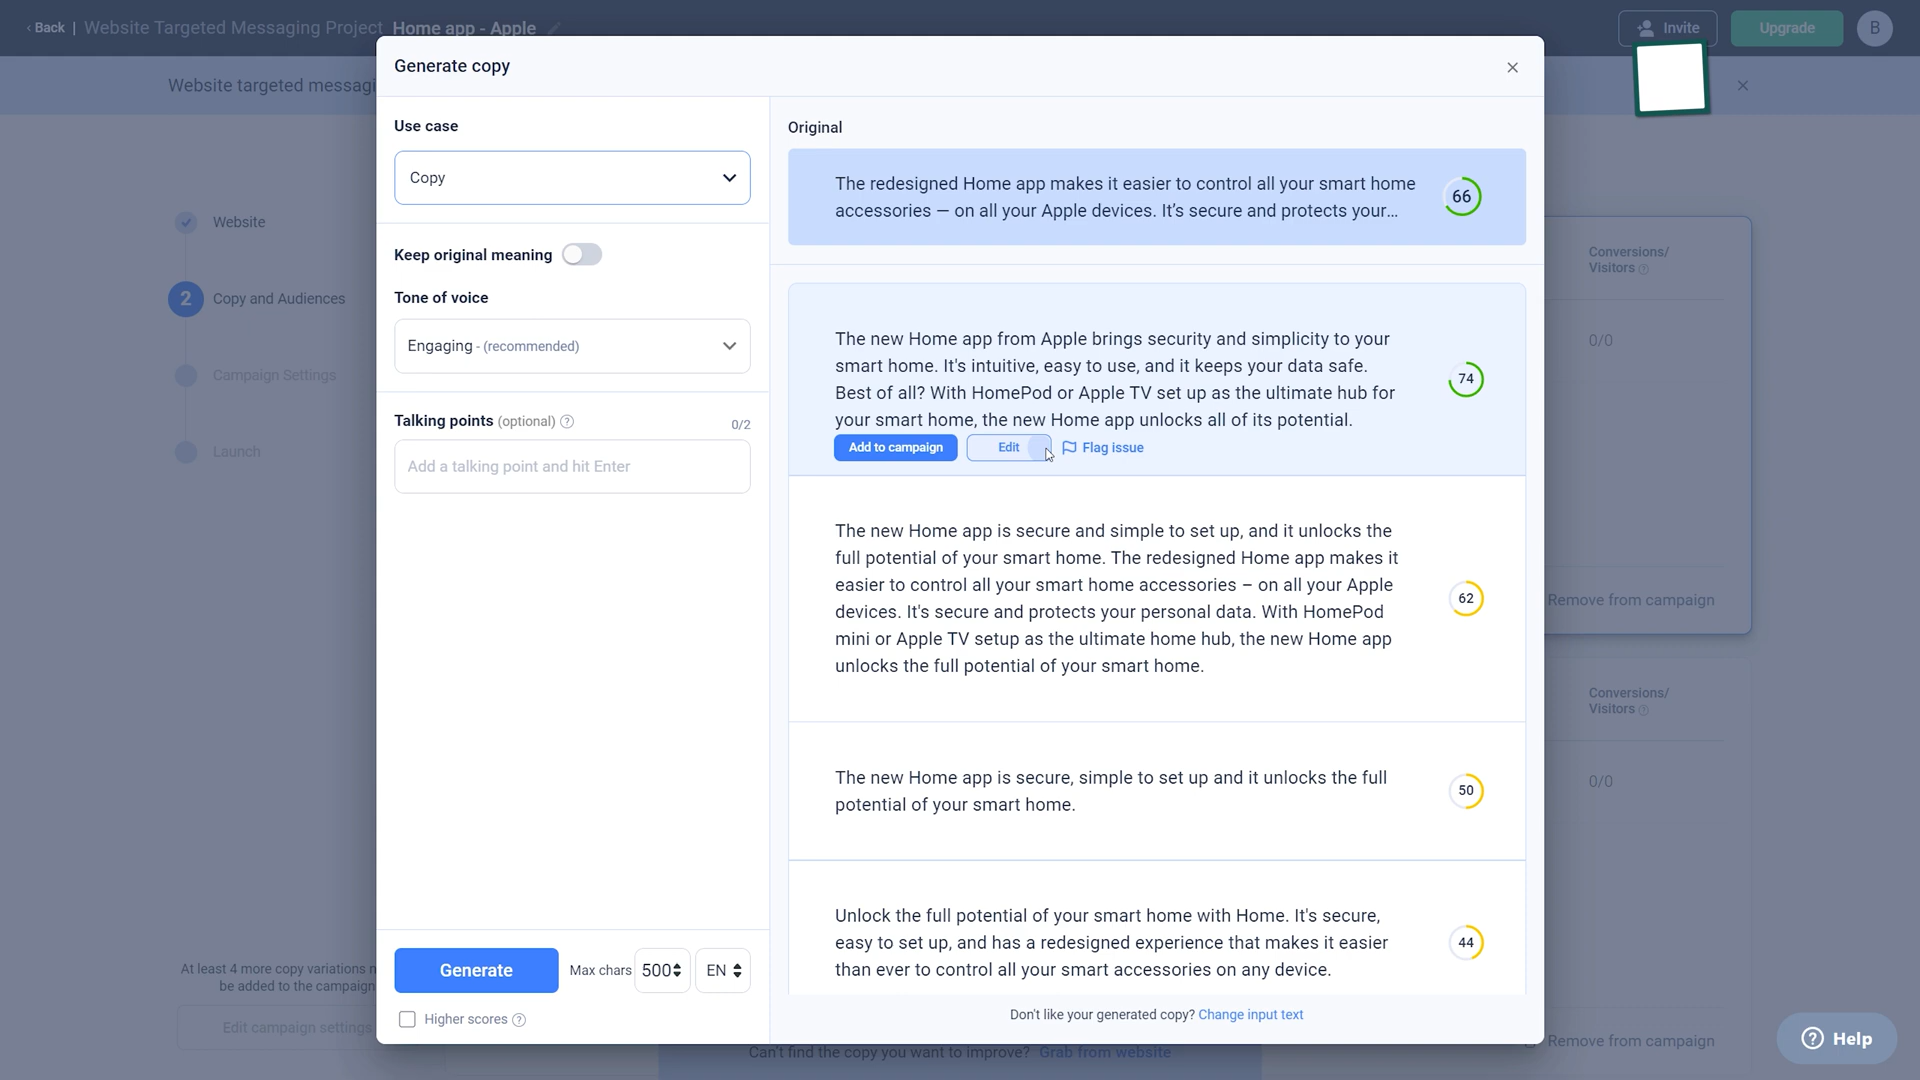 Back | Website Targeted Messaging Project Home app - Apple
Invite
Upgrade
B
Website targeted messagi
Generate copy
Website
2 Copy and Audiences
Campaign Settings
Launch
At least 4 more copy variations n
be added to the campaign
Edit campaign settings
Use case
Copy
Keep original meaning
Tone of voice
Engaging - (recommended)
Talking points (optional) ?
0/2
Add a talking point and hit Enter
Generate
Max chars
500
EN
Higher scores ?
Original
The redesigned Home app makes it easier to control all your smart home
accessories — on all your Apple devices. It’s secure and protects your...
66
The new Home app from Apple brings security and simplicity to your
smart home. It's intuitive, easy to use, and it keeps your data safe.
Best of all? With HomePod or Apple TV set up as the ultimate hub for
your smart home, the new Home app unlocks all of its potential.
74
Add to campaign
Edit
Flag issue
The new Home app is secure and simple to set up, and it unlocks the
full potential of your smart home. The redesigned Home app makes it
easier to control all your smart home accessories – on all your Apple
devices. It's secure and protects your personal data. With HomePod
mini or Apple TV setup as the ultimate home hub, the new Home app
unlocks the full potential of your smart home.
62
The new Home app is secure, simple to set up and it unlocks the full
potential of your smart home.
50
Unlock the full potential of your smart home with Home. It's secure,
easy to set up, and has a redesigned experience that makes it easier
than ever to control all your smart accessories on any device.
44
Don't like your generated copy? Change input text
Can't find the copy you want to improve? Grab from website
Conversions/
Visitors ?
0/0
Remove from campaign
Conversions/
Visitors ?
0/0
Remove from campaign
? Help